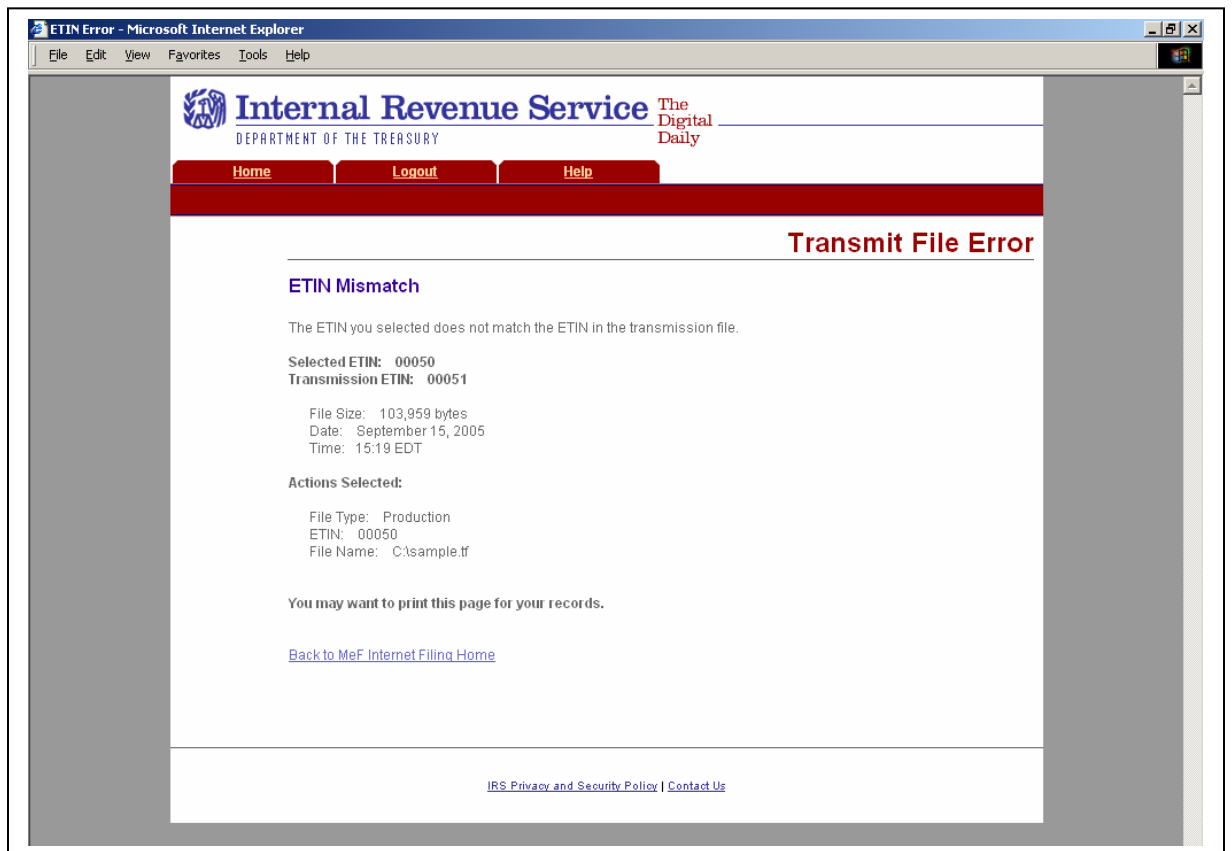 ETIN Error - Microsoft Internet Explorer
File Edit View Favorites Tools Help
Internal Revenue Service
DEPARTMENT OF THE TREASURY
The
Digital
Daily
Home Logout Help
Transmit File Error
ETIN Mismatch
The ETIN you selected does not match the ETIN in the transmission file.
Selected ETIN: 00050
Transmission ETIN: 00051
File Size: 103,959 bytes
Date: September 15, 2005
Time: 15:19 EDT
Actions Selected:
File Type: Production
ETIN: 00050
File Name: C:\sample.tf
You may want to print this page for your records.
Back to MeF Internet Filing Home
IRS Privacy and Security Policy | Contact Us